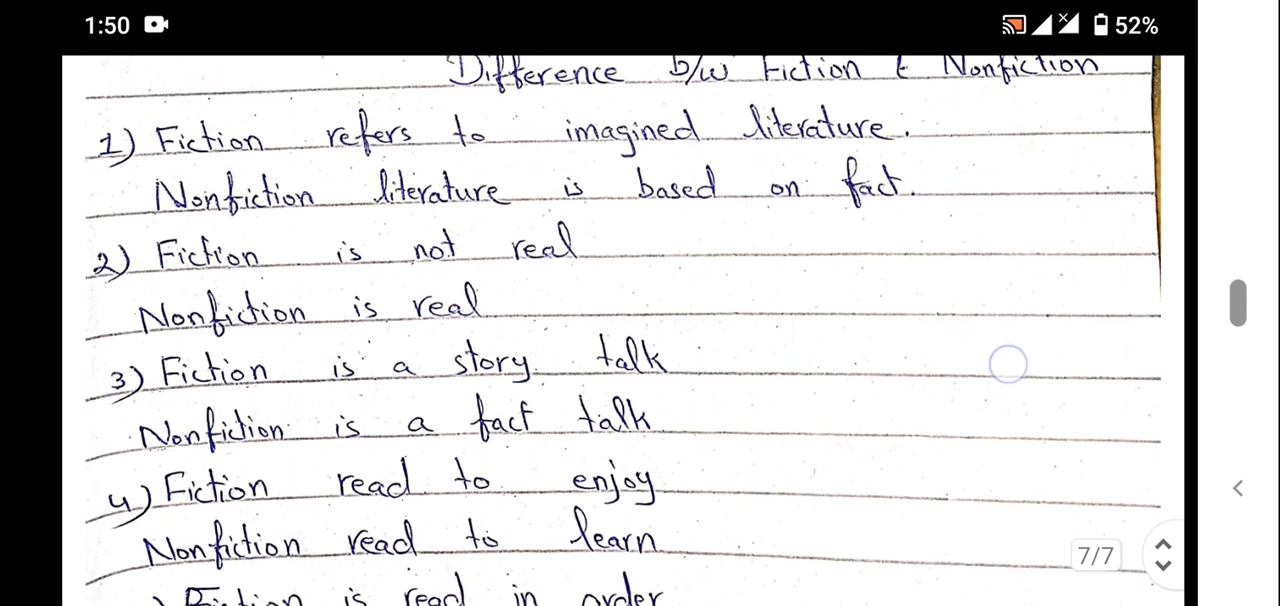 1:50 52%
Difference b/w Fiction & Nonfiction
1) Fiction refers to imagined literature.
Nonfiction literature is based on fact.
2) Fiction is not real
Nonfiction is real
3) Fiction is a story talk
Nonfiction is a fact talk
4) Fiction read to enjoy
Nonfiction read to learn
7/7
) Fiction is read in order